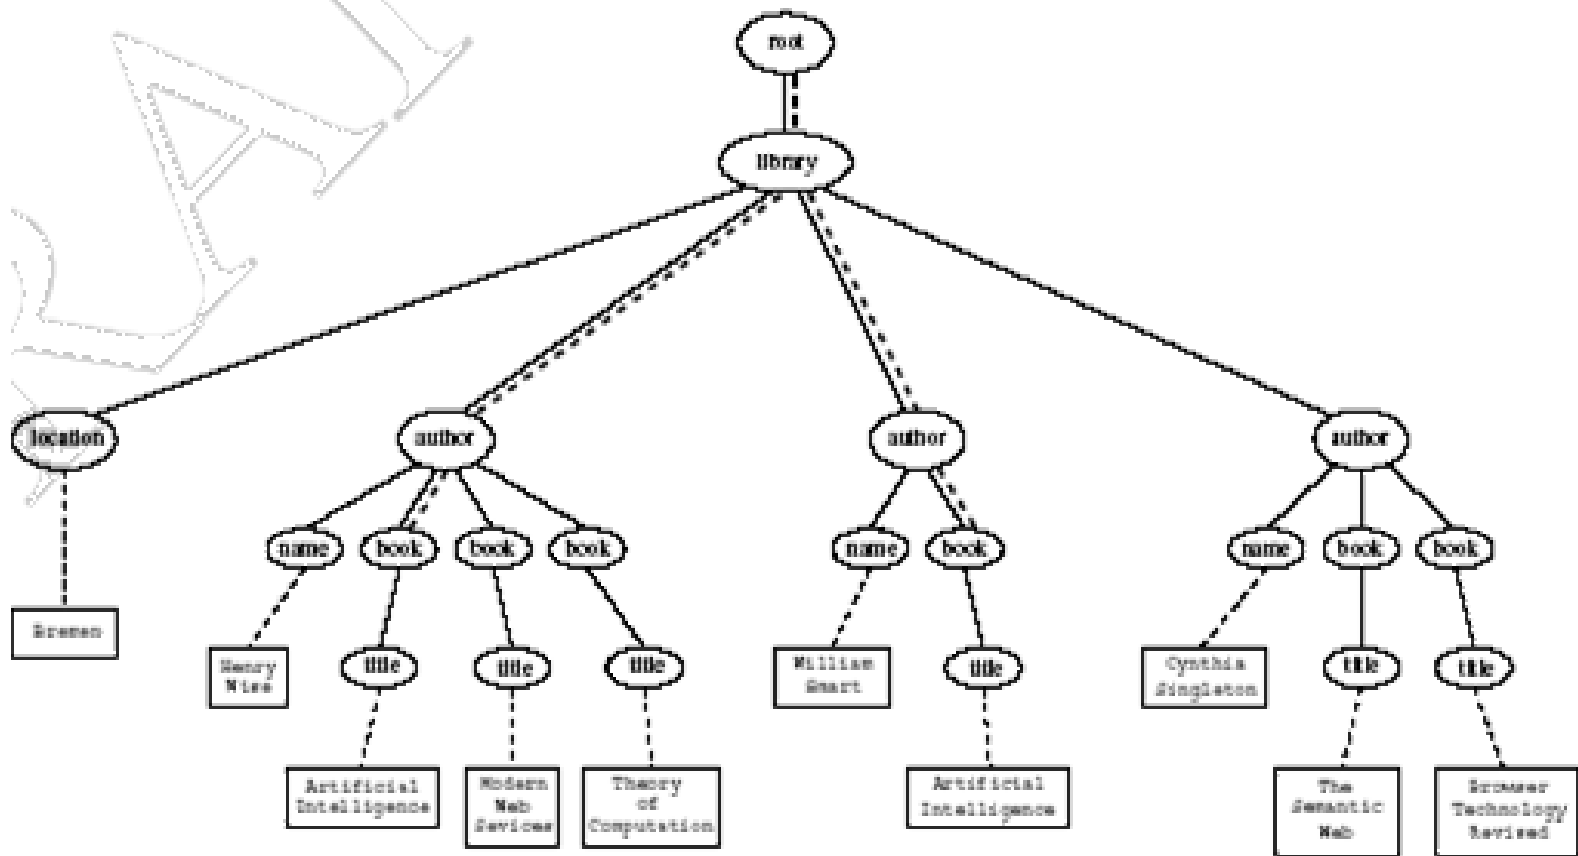 root
library
location
author
author
author
name
book
book
book
name
book
name
book
book
Bremen
Henry
Wise
title
title
title
William
Smart
title
Cynthia
Singleton
title
title
Artificial
Intelligence
Modern
Web
Sevices
Theory
of
Computation
Artificial
Intelligence
The
Semantic
Web
Browser
Technology
Revised